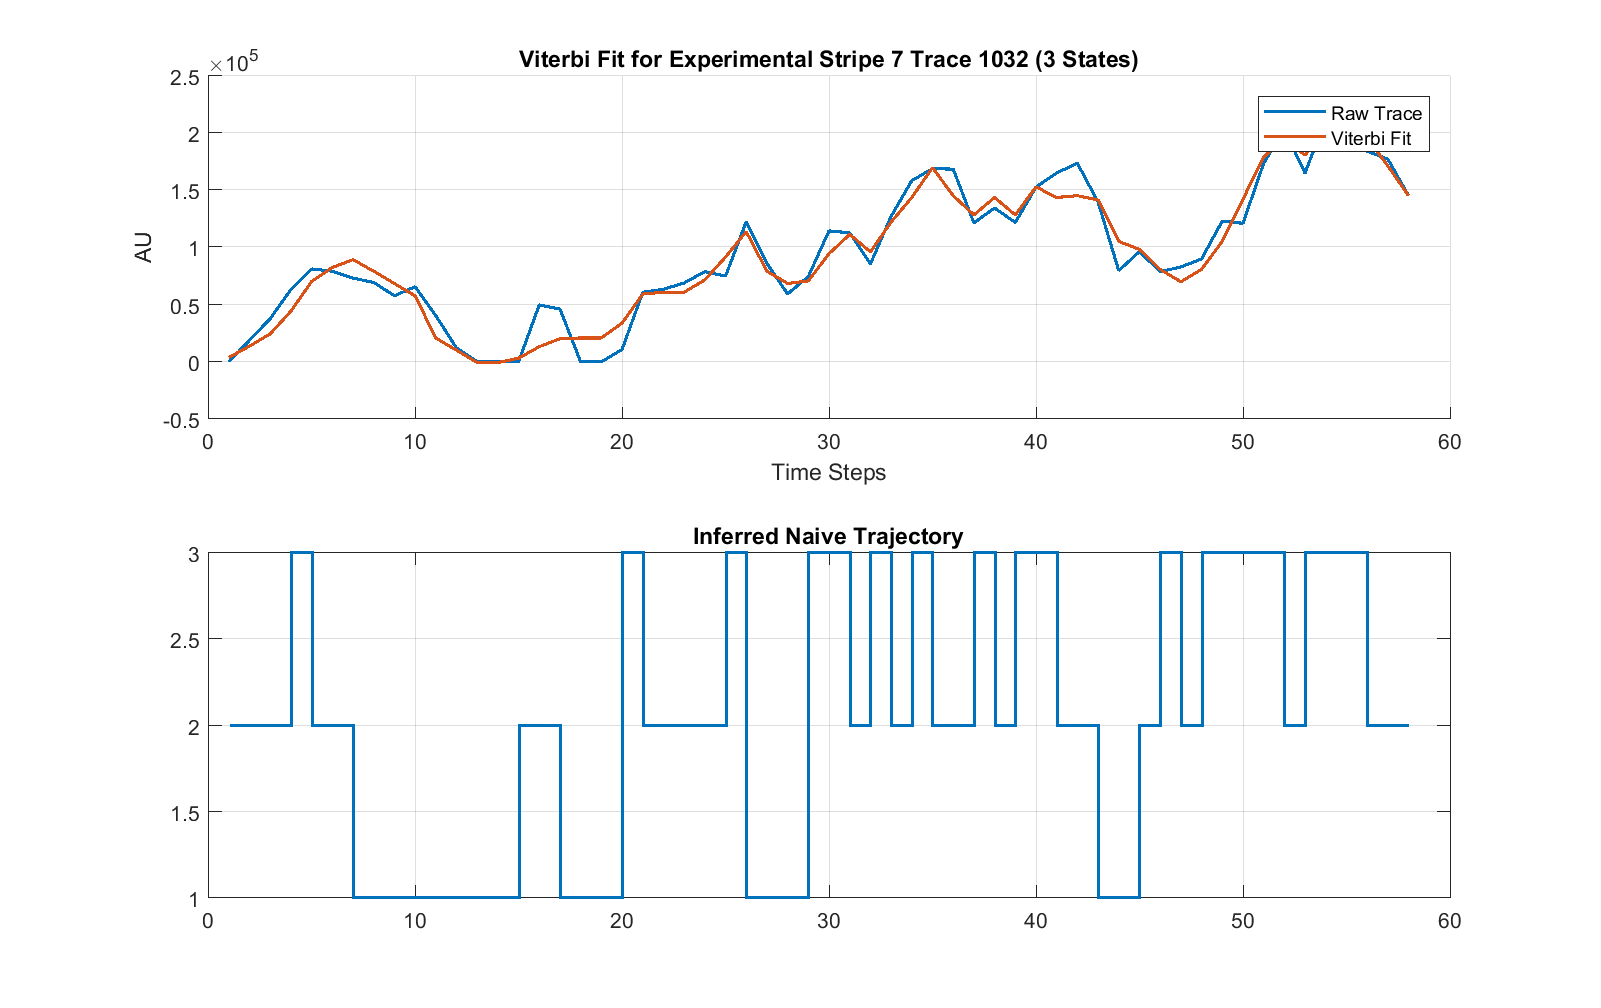 Viterbi Fit for Experimental Stripe 7 Trace 1032 (3 States)
×10^5
2.5
2
1.5
1
0.5
0
-0.5
AU
Raw Trace
Viterbi Fit
0 10 20 30 40 50 60
Time Steps
Inferred Naive Trajectory
3
2.5
2
1.5
1
0 10 20 30 40 50 60